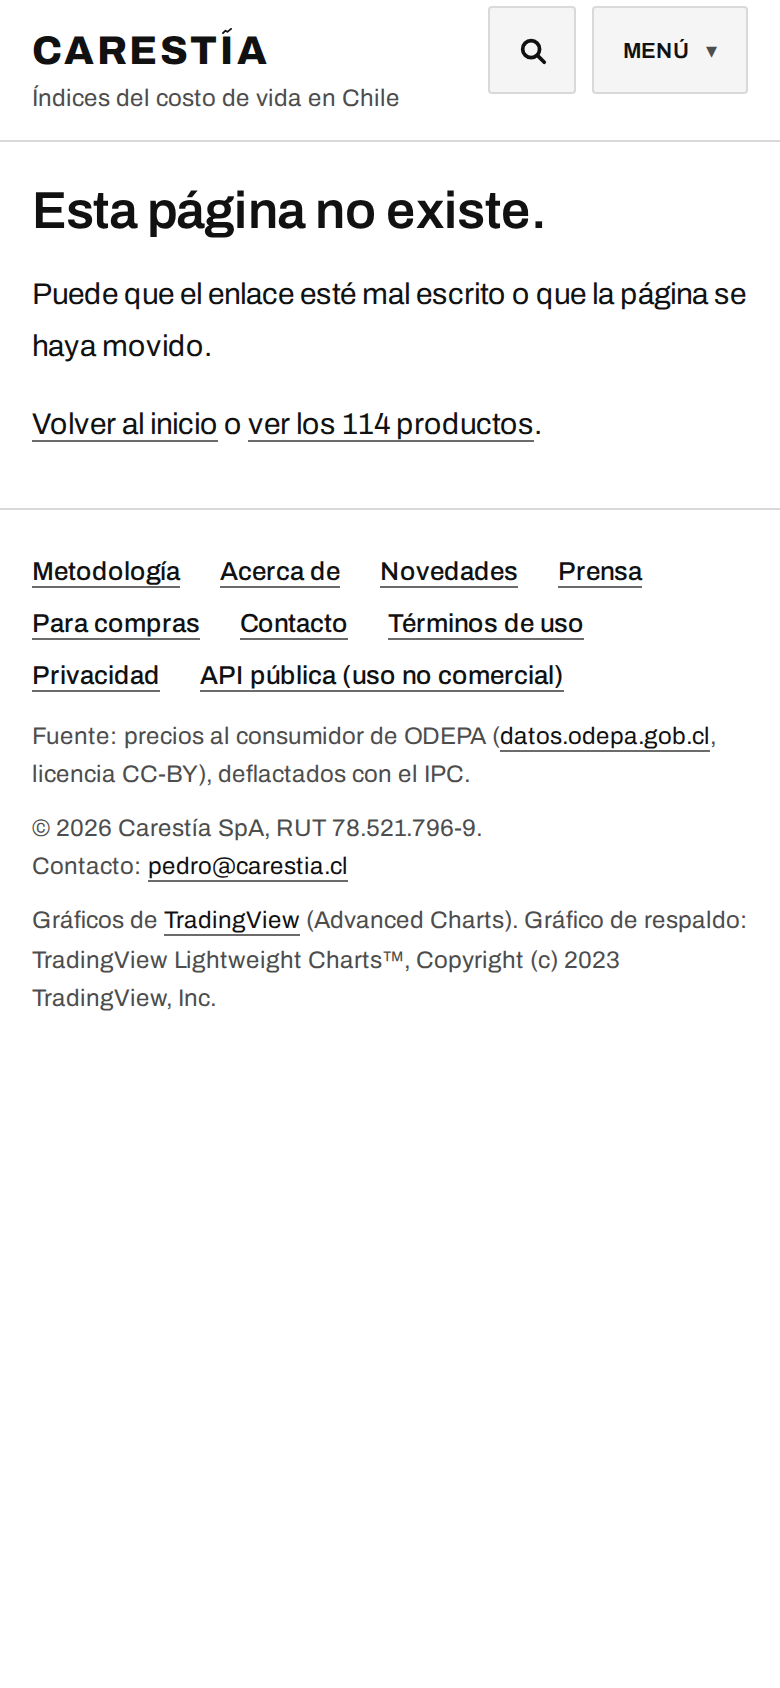 CARESTÍA
Índices del costo de vida en Chile
MENÚ ▼
Esta página no existe.
Puede que el enlace esté mal escrito o que la página se
haya movido.
Volver al inicio o ver los 114 productos.
Metodología Acerca de Novedades Prensa
Para compras Contacto Términos de uso
Privacidad API pública (uso no comercial)
Fuente: precios al consumidor de ODEPA (datos.odepa.gob.cl,
licencia CC-BY), deflactados con el IPC.
© 2026 Carestía SpA, RUT 78.521.796-9.
Contacto: pedro@carestia.cl
Gráficos de TradingView (Advanced Charts). Gráfico de respaldo:
TradingView Lightweight Charts™, Copyright (c) 2023
TradingView, Inc.